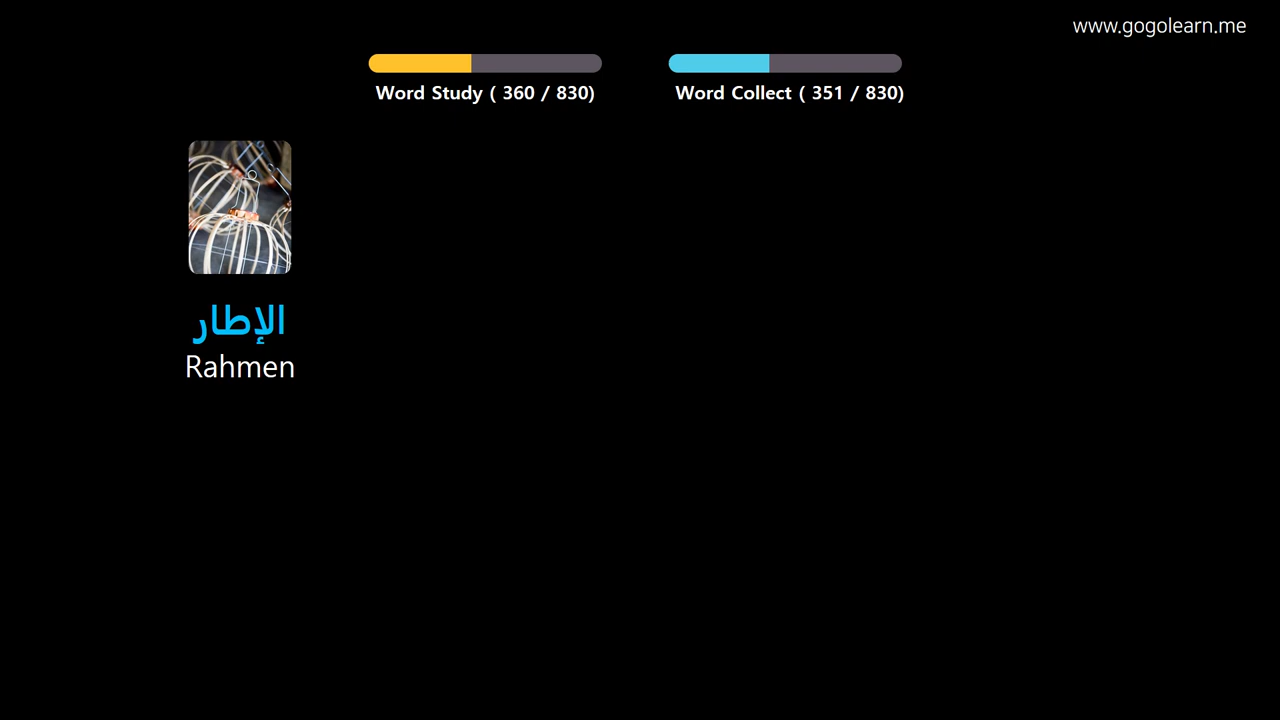 www.gogolearn.me
Word Study ( 360 / 830)
Word Collect ( 351 / 830)
الإطار
Rahmen